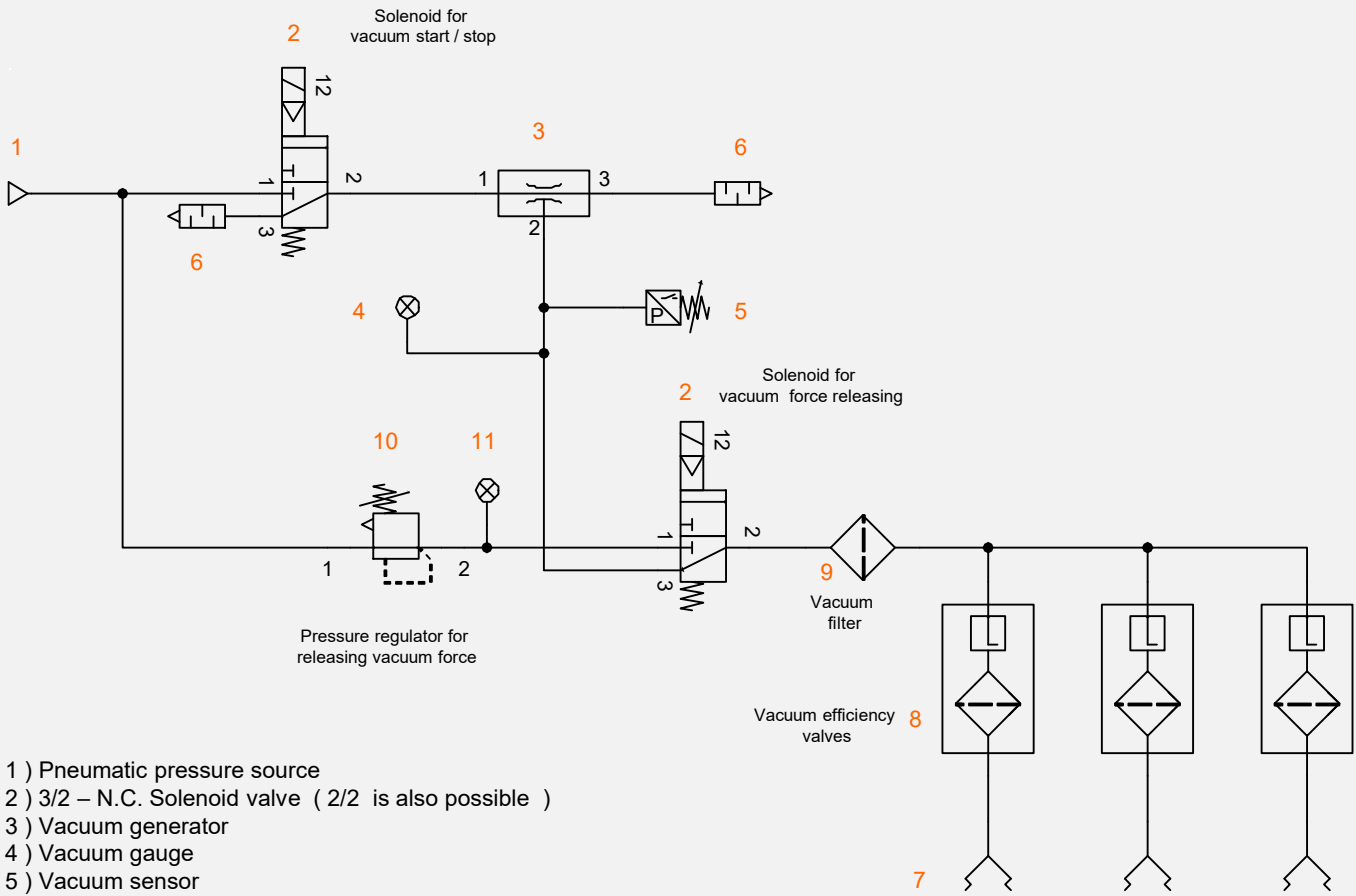 Solenoid for
vacuum start / stop
2
12
1
3
6
1
2
1
3
3
2
6
4
P
5
Solenoid for
vacuum force releasing
2
12
10
11
1
2
1
2
3
9
Vacuum
filter
Pressure regulator for
releasing vacuum force
Vacuum efficiency
valves
8
7
1 ) Pneumatic pressure source
2 ) 3/2 – N.C. Solenoid valve ( 2/2 is also possible )
3 ) Vacuum generator
4 ) Vacuum gauge
5 ) Vacuum sensor